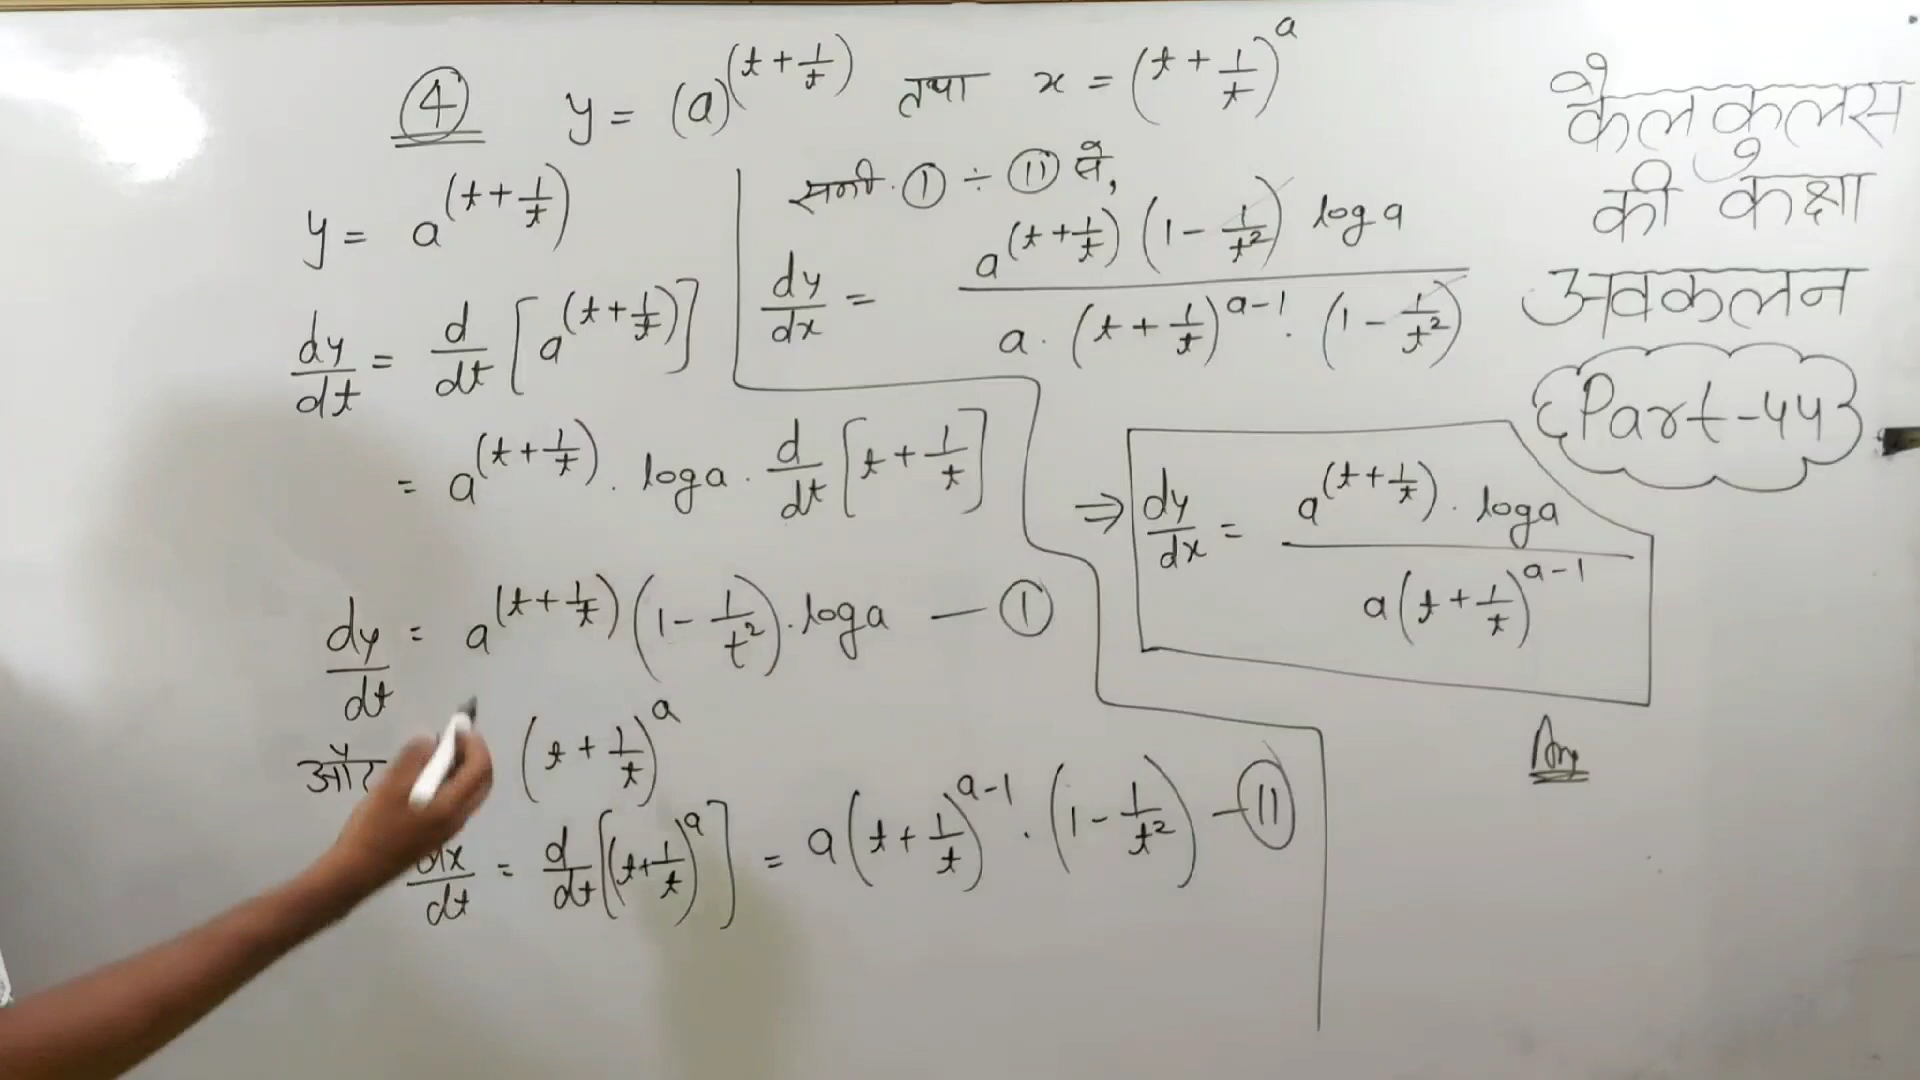 ④ y = (a)^(t + 1/t) तथा x = (t + 1/t)^a
y = a^(t + 1/t)
dy/dt = d/dt [a^(t + 1/t)]
= a^(t + 1/t) . log a . d/dt [t + 1/t]
dy/dt = a^(t + 1/t) (1 - 1/t²) . log a — Ⓘ
और (t + 1/t)^a
dx/dt = d/dt [(t + 1/t)^a] = a (t + 1/t)^(a-1) . (1 - 1/t²) — ⑪
समी. Ⓘ ÷ ⑪ से,
dy/dx = a^(t + 1/t) (1 - 1/t²) log a / a . (t + 1/t)^(a-1) . (1 - 1/t²)
⇒ dy/dx = a^(t + 1/t) . log a / a (t + 1/t)^(a-1)
Ans
कैलकुलस
की कक्षा
अवकलन
Part-44